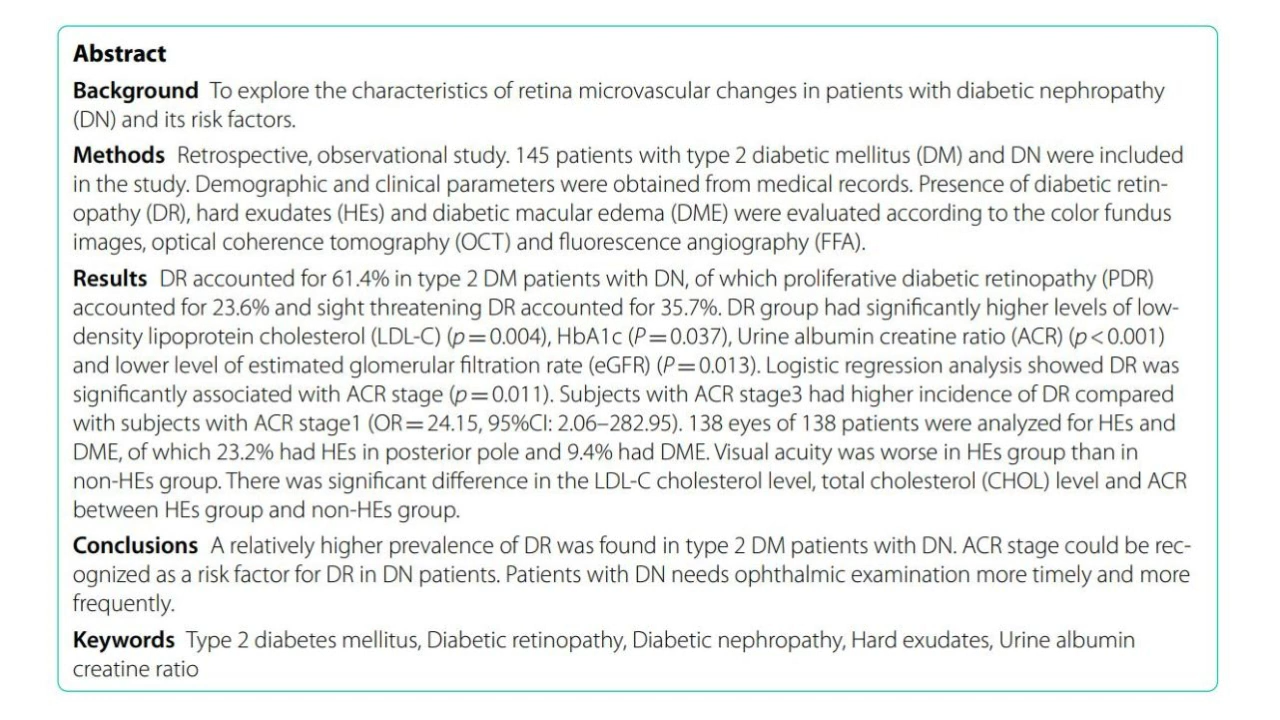 Abstract
Background To explore the characteristics of retina microvascular changes in patients with diabetic nephropathy
(DN) and its risk factors.
Methods Retrospective, observational study. 145 patients with type 2 diabetic mellitus (DM) and DN were included
in the study. Demographic and clinical parameters were obtained from medical records. Presence of diabetic retin-
opathy (DR), hard exudates (HEs) and diabetic macular edema (DME) were evaluated according to the color fundus
images, optical coherence tomography (OCT) and fluorescence angiography (FFA).
Results DR accounted for 61.4% in type 2 DM patients with DN, of which proliferative diabetic retinopathy (PDR)
accounted for 23.6% and sight threatening DR accounted for 35.7%. DR group had significantly higher levels of low-
density lipoprotein cholesterol (LDL-C) (p = 0.004), HbA1c (P = 0.037), Urine albumin creatine ratio (ACR) (p < 0.001)
and lower level of estimated glomerular filtration rate (eGFR) (P = 0.013). Logistic regression analysis showed DR was
significantly associated with ACR stage (p = 0.011). Subjects with ACR stage3 had higher incidence of DR compared
with subjects with ACR stage1 (OR = 24.15, 95%CI: 2.06–282.95). 138 eyes of 138 patients were analyzed for HEs and
DME, of which 23.2% had HEs in posterior pole and 9.4% had DME. Visual acuity was worse in HEs group than in
non-HEs group. There was significant difference in the LDL-C cholesterol level, total cholesterol (CHOL) level and ACR
between HEs group and non-HEs group.
Conclusions A relatively higher prevalence of DR was found in type 2 DM patients with DN. ACR stage could be rec-
ognized as a risk factor for DR in DN patients. Patients with DN needs ophthalmic examination more timely and more
frequently.
Keywords Type 2 diabetes mellitus, Diabetic retinopathy, Diabetic nephropathy, Hard exudates, Urine albumin
creatine ratio